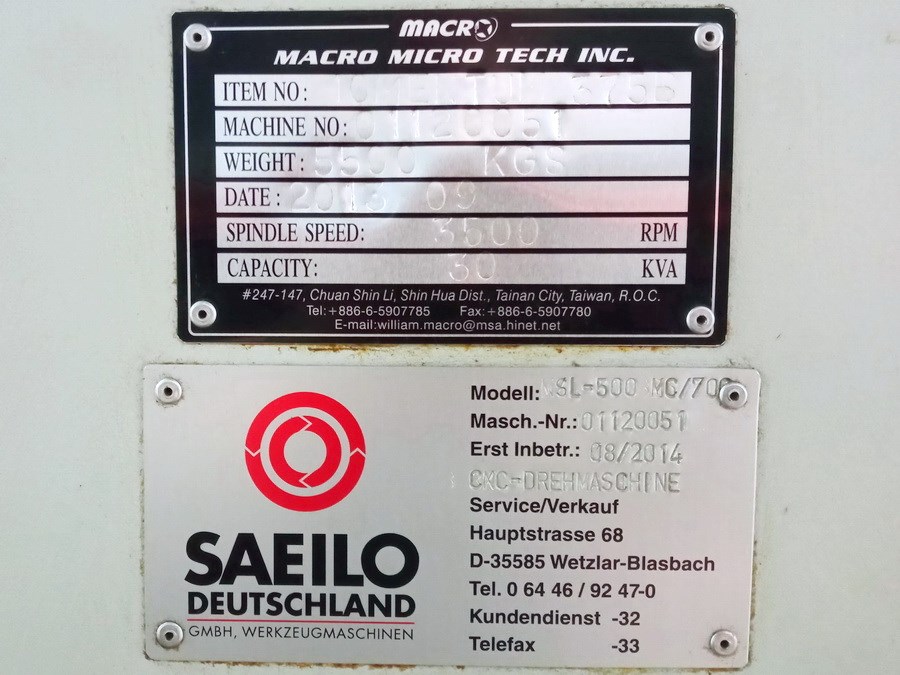 MACRO
MACRO MICRO TECH INC.
ITEM NO:
MACHINE NO: 01120051
WEIGHT: 5500 KGS
DATE: 2013 09
SPINDLE SPEED: 3500 RPM
CAPACITY: 30 KVA
#247-147, Chuan Shin Li, Shin Hua Dist., Tainan City, Taiwan, R.O.C.
Tel:+886-6-5907785 Fax:+886-6-5907780
E-mail:william.macro@msa.hinet.net
Modell: SL-500 MC/700
Masch.-Nr.: 01120051
Erst Inbetr.: 08/2014
CNC-DREHMASCHINE
SAEILO
DEUTSCHLAND
GMBH, WERKZEUGMASCHINEN
Service/Verkauf
Hauptstrasse 68
D-35585 Wetzlar-Blasbach
Tel. 0 64 46 / 92 47-0
Kundendienst -32
Telefax -33